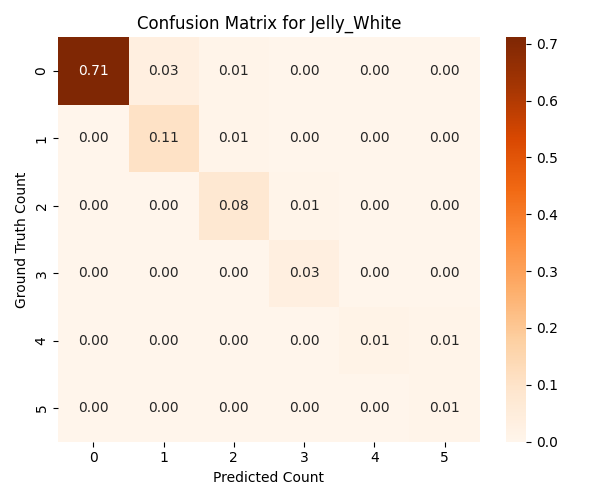 Confusion Matrix for Jelly_White
0 0.71 0.03 0.01 0.00 0.00 0.00
1 0.00 0.11 0.01 0.00 0.00 0.00
2 0.00 0.00 0.08 0.01 0.00 0.00
3 0.00 0.00 0.00 0.03 0.00 0.00
4 0.00 0.00 0.00 0.00 0.01 0.01
5 0.00 0.00 0.00 0.00 0.00 0.01
0 1 2 3 4 5
Predicted Count
Ground Truth Count
0.7
0.6
0.5
0.4
0.3
0.2
0.1
0.0